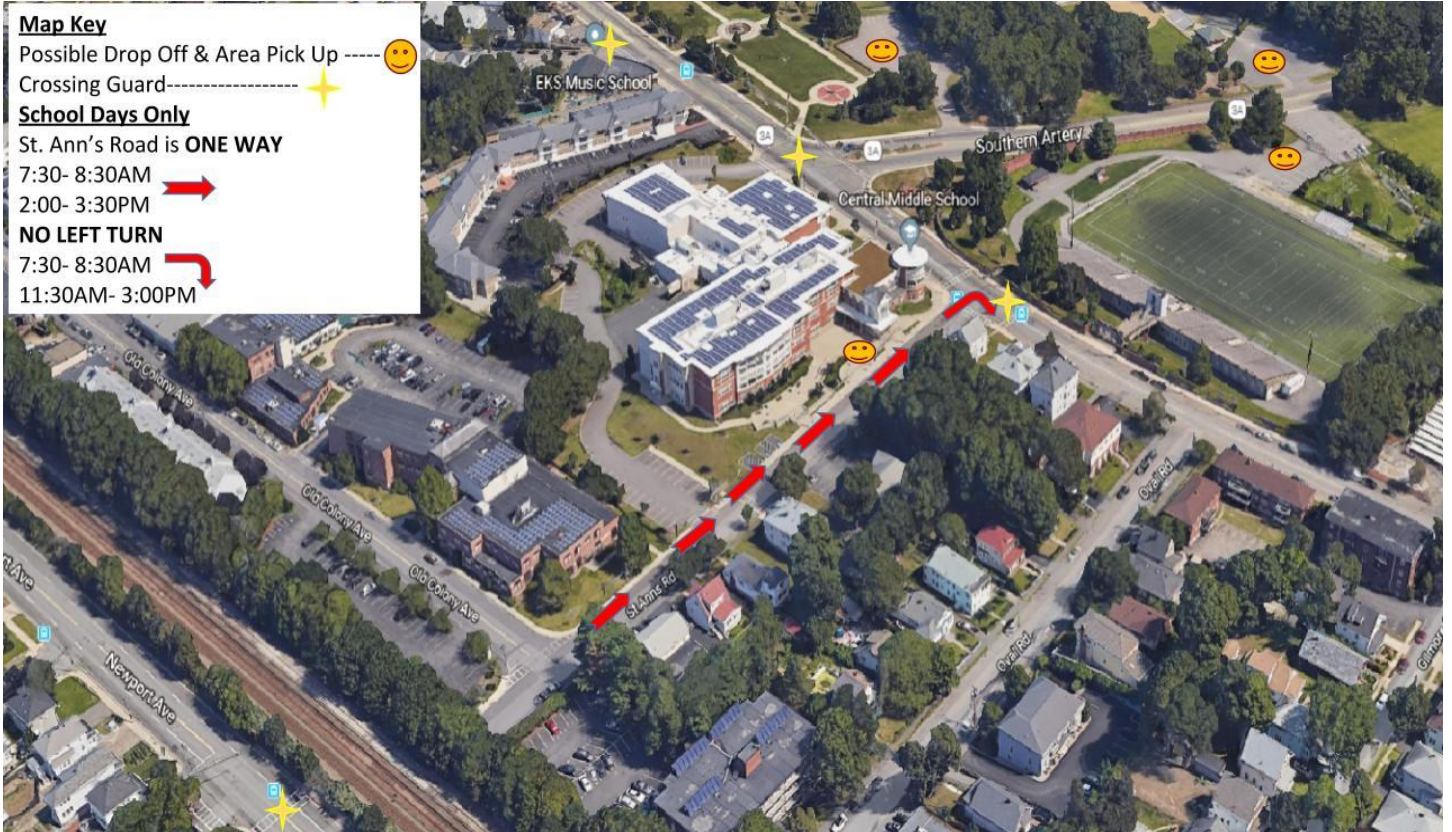 Map Key
Possible Drop Off & Area Pick Up -----
Crossing Guard------------------
School Days Only
St. Ann's Road is ONE WAY
7:30- 8:30AM
2:00- 3:30PM
NO LEFT TURN
7:30- 8:30AM
11:30AM- 3:00PM
EKS Music School
3A
3A
3A
Southern Artery
Central Middle School
Old Colony Ave
Old Colony Ave
Old Colony Ave
St Anns Rd
Oval Rd
Oval Rd
Newport Ave